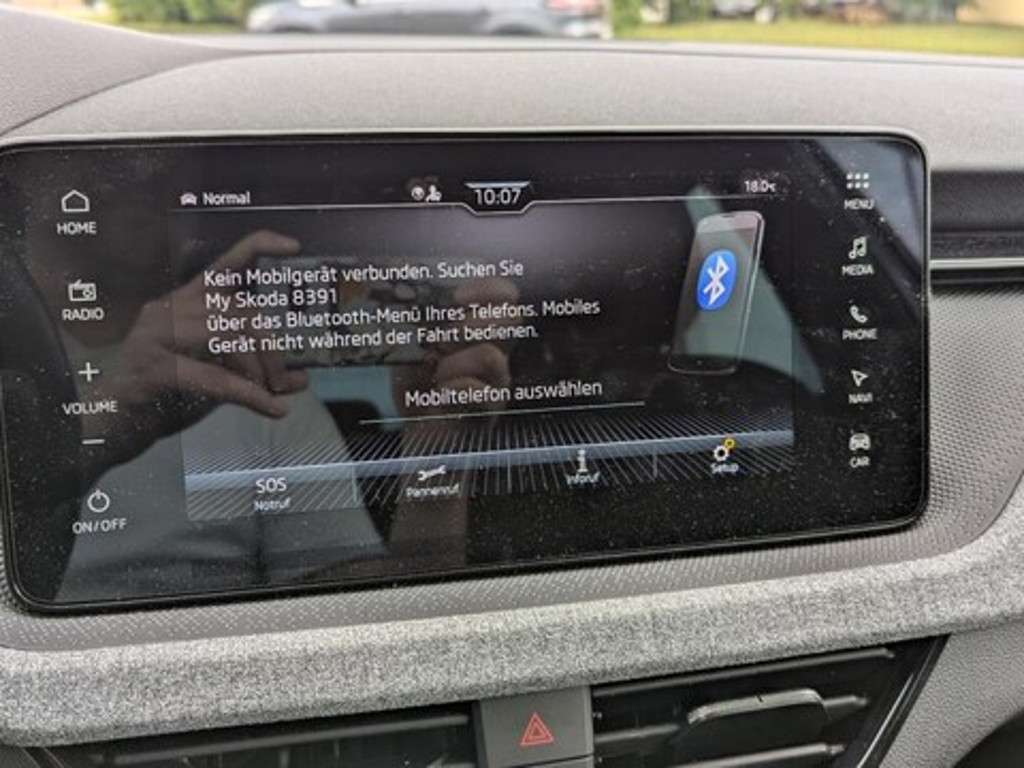 HOME
RADIO
VOLUME
ON/OFF
Normal
10:07
18.0°C
Kein Mobilgerät verbunden. Suchen Sie
My Skoda 8391
über das Bluetooth-Menü Ihres Telefons. Mobiles
Gerät nicht während der Fahrt bedienen.
Mobiltelefon auswählen
SOS
Notruf
Pannenruf
Inforuf
Setup
MENU
MEDIA
PHONE
NAVI
CAR